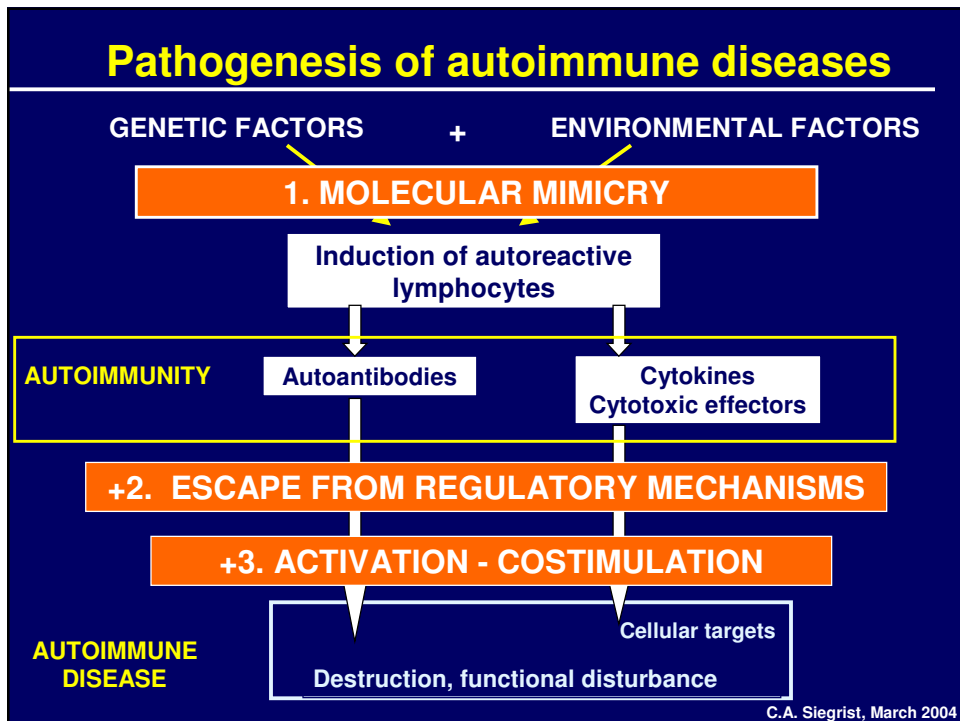 Pathogenesis of autoimmune diseases
GENETIC FACTORS + ENVIRONMENTAL FACTORS
1. MOLECULAR MIMICRY
Induction of autoreactive
lymphocytes
AUTOIMMUNITY
Autoantibodies
Cytokines
Cytotoxic effectors
+2. ESCAPE FROM REGULATORY MECHANISMS
+3. ACTIVATION - COSTIMULATION
Cellular targets
AUTOIMMUNE
DISEASE
Destruction, functional disturbance
C.A. Siegrist, March 2004